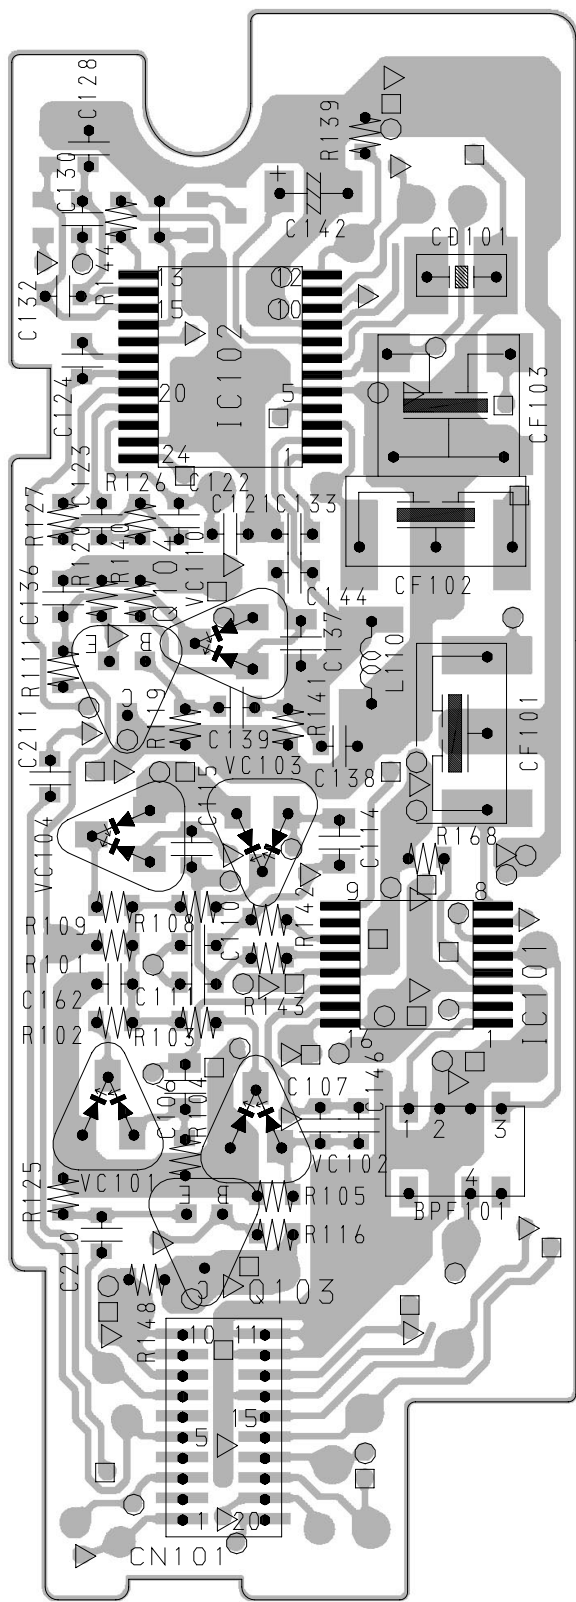 C128
C130
R139
+
C142
CD101
R144
C132
13
12
15
10
IC102
20
5
24
1
C124
CF103
C123
R126
C122
R127
C121
C133
CF102
C136
C144
C137
L110
E
B
C
R111
R141
C211
C139
VC103
C138
CF101
C115
VC104
C114
R168
R109
R108
C110
R142
9
8
R101
C162
C111
R143
R102
R103
16
1
IC101
C107
C146
R104
VC101
VC102
1
2
3
4
BPF101
R125
E
B
C
R105
R116
C210
Q103
R148
10
11
15
5
1
20
CN101